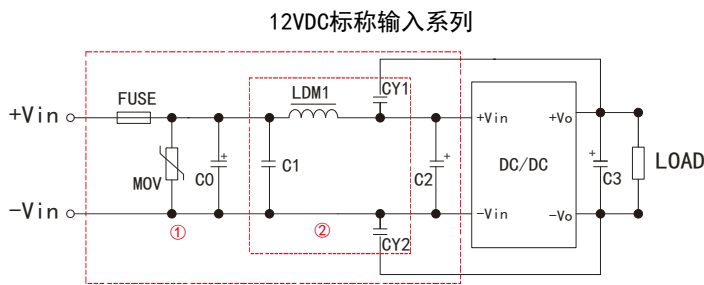 12VDC标称输入系列
FUSE
LDM1
CY1
+Vin
+Vin
+Vo
MOV
C0
C1
C2
DC/DC
C3
LOAD
-Vin
-Vin
-Vo
①
②
CY2